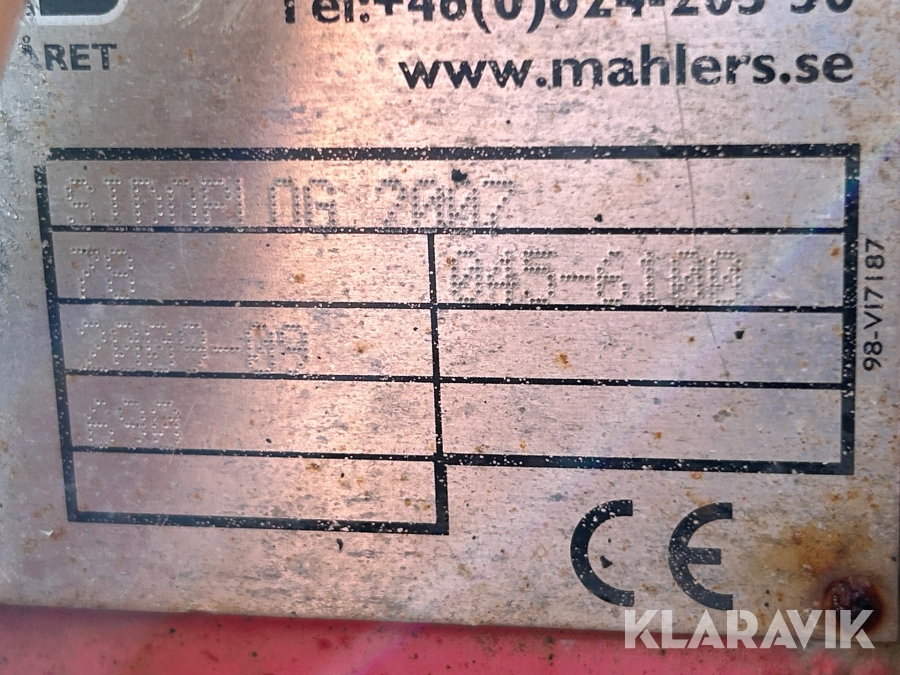 Tel:+46(0)624-205 50
ÅRET
www.mahlers.se
SIDOPLOG 2007
78 045-6100
2009-09
690
98-V17187
CE
KLARAVIK